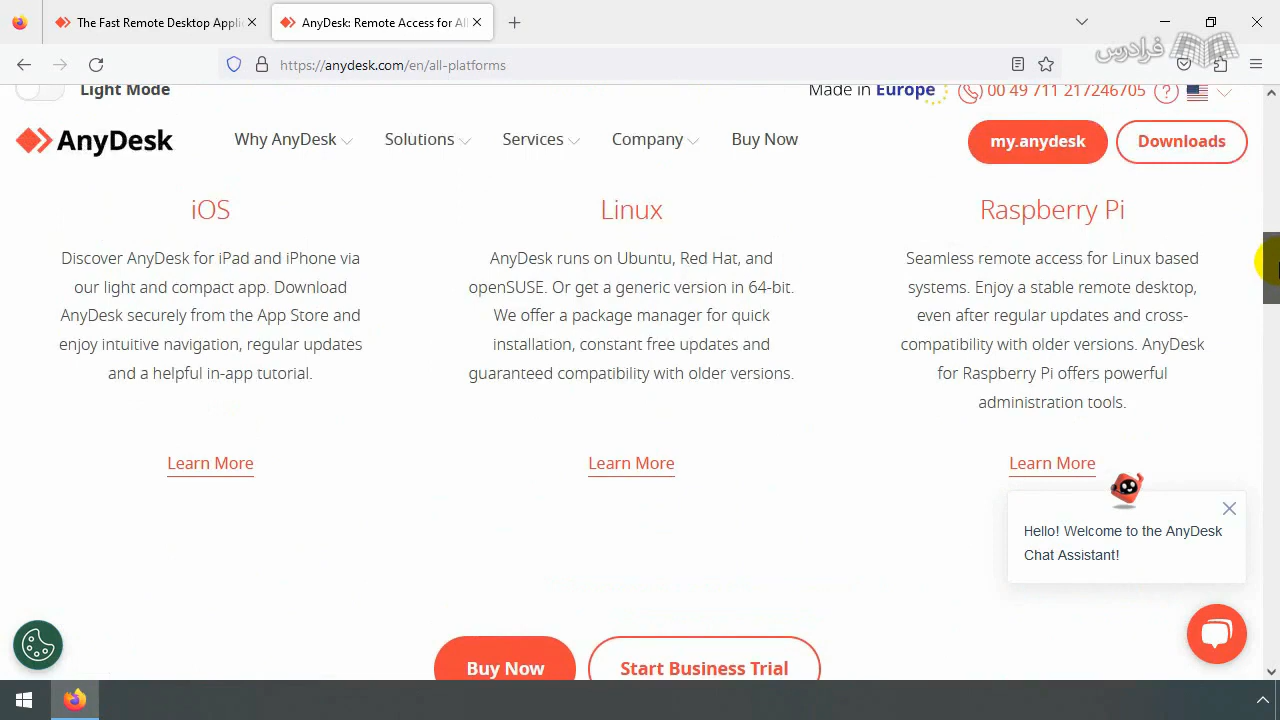 The Fast Remote Desktop Appli
AnyDesk: Remote Access for All
فرادرس
https://anydesk.com/en/all-platforms
Light Mode
Made in Europe
00 49 711 217246705
AnyDesk
Why AnyDesk
Solutions
Services
Company
Buy Now
my.anydesk
Downloads
iOS
Discover AnyDesk for iPad and iPhone via
our light and compact app. Download
AnyDesk securely from the App Store and
enjoy intuitive navigation, regular updates
and a helpful in-app tutorial.
Learn More
Linux
AnyDesk runs on Ubuntu, Red Hat, and
openSUSE. Or get a generic version in 64-bit.
We offer a package manager for quick
installation, constant free updates and
guaranteed compatibility with older versions.
Learn More
Raspberry Pi
Seamless remote access for Linux based
systems. Enjoy a stable remote desktop,
even after regular updates and cross-
compatibility with older versions. AnyDesk
for Raspberry Pi offers powerful
administration tools.
Learn More
Hello! Welcome to the AnyDesk
Chat Assistant!
Buy Now
Start Business Trial